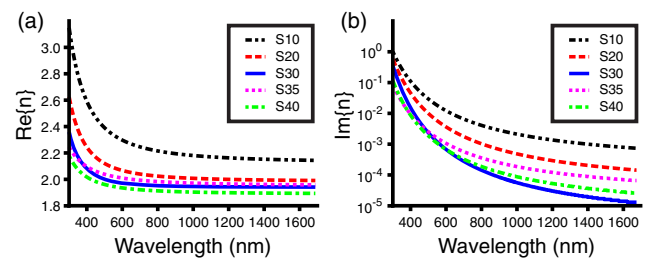 (a)
Re{n}
3.0
2.8
2.6
2.4
2.2
2.0
1.8
S10
S20
S30
S35
S40
400 600 800 1000 1200 1400 1600
Wavelength (nm)
(b)
Im{n}
10⁰
10⁻¹
10⁻²
10⁻³
10⁻⁴
10⁻⁵
S10
S20
S30
S35
S40
400 600 800 1000 1200 1400 1600
Wavelength (nm)